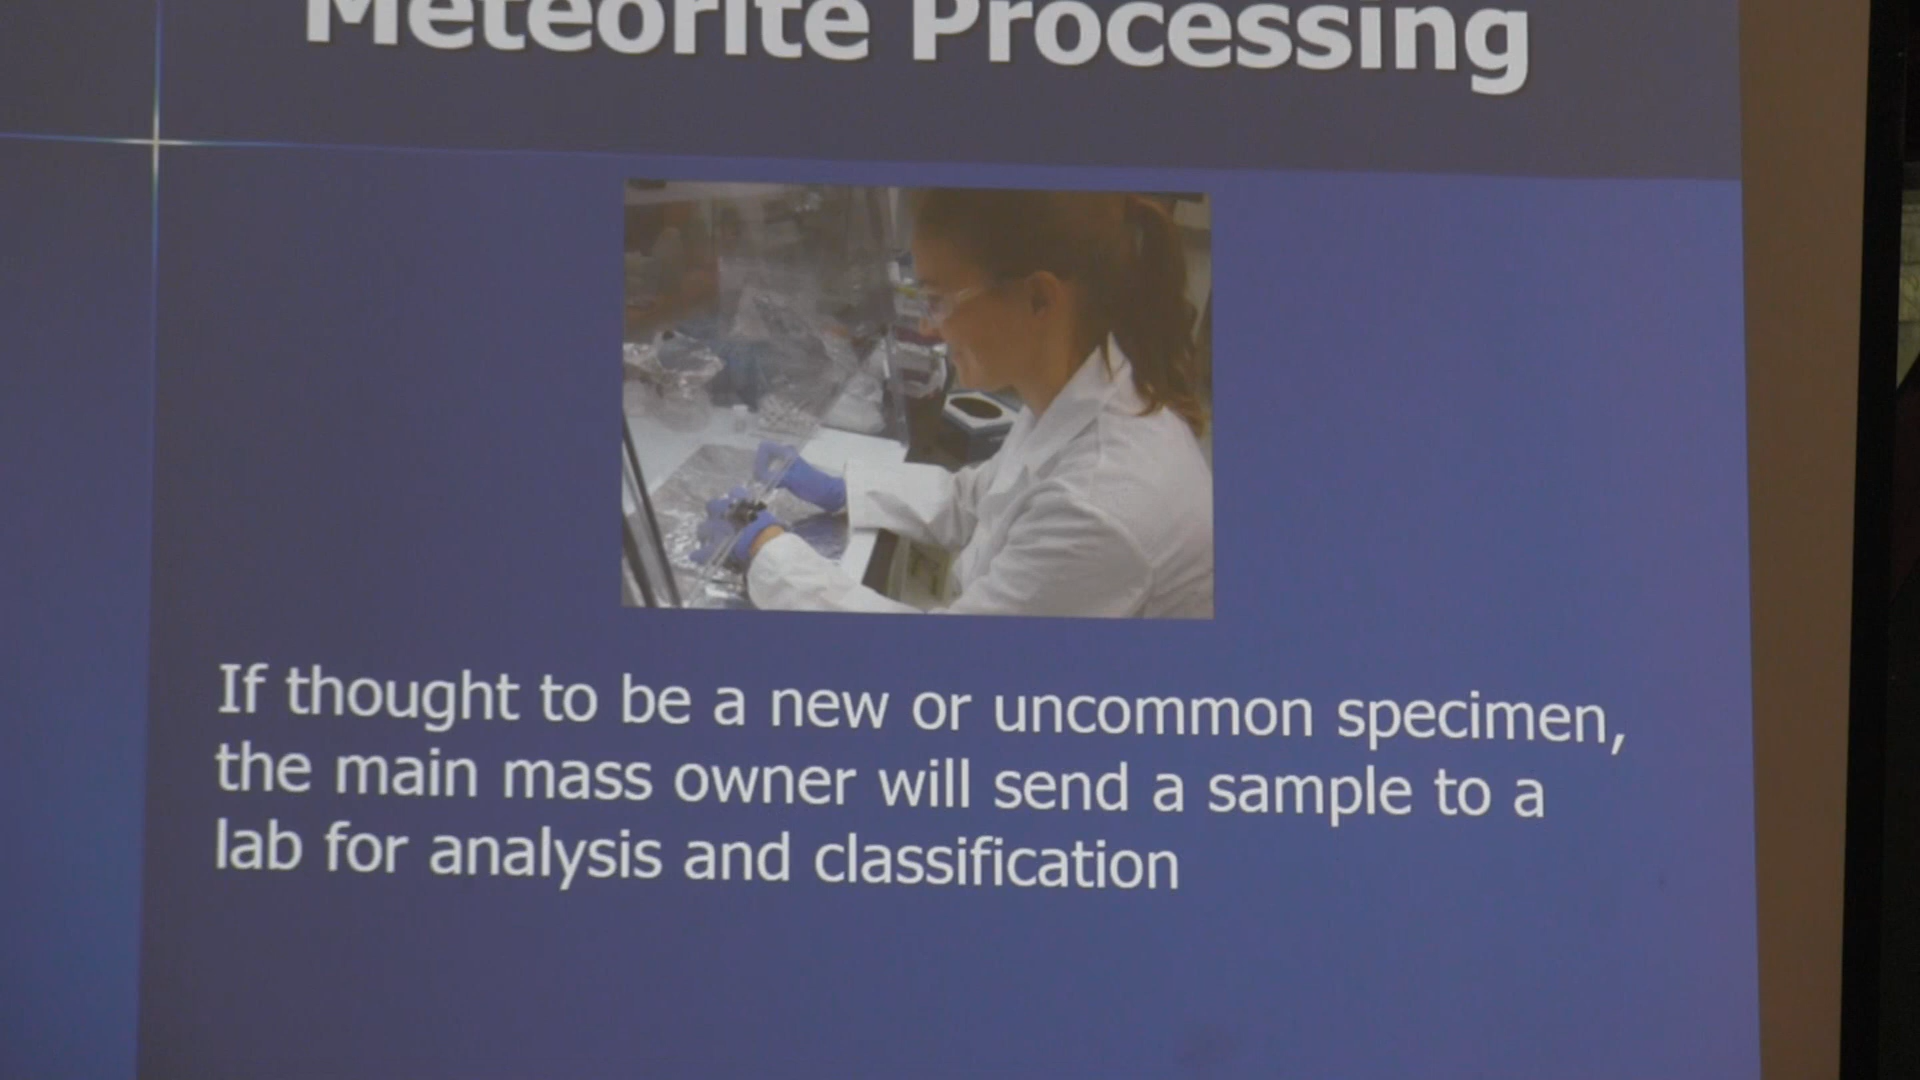 Meteorite Processing
If thought to be a new or uncommon specimen,
the main mass owner will send a sample to a
lab for analysis and classification